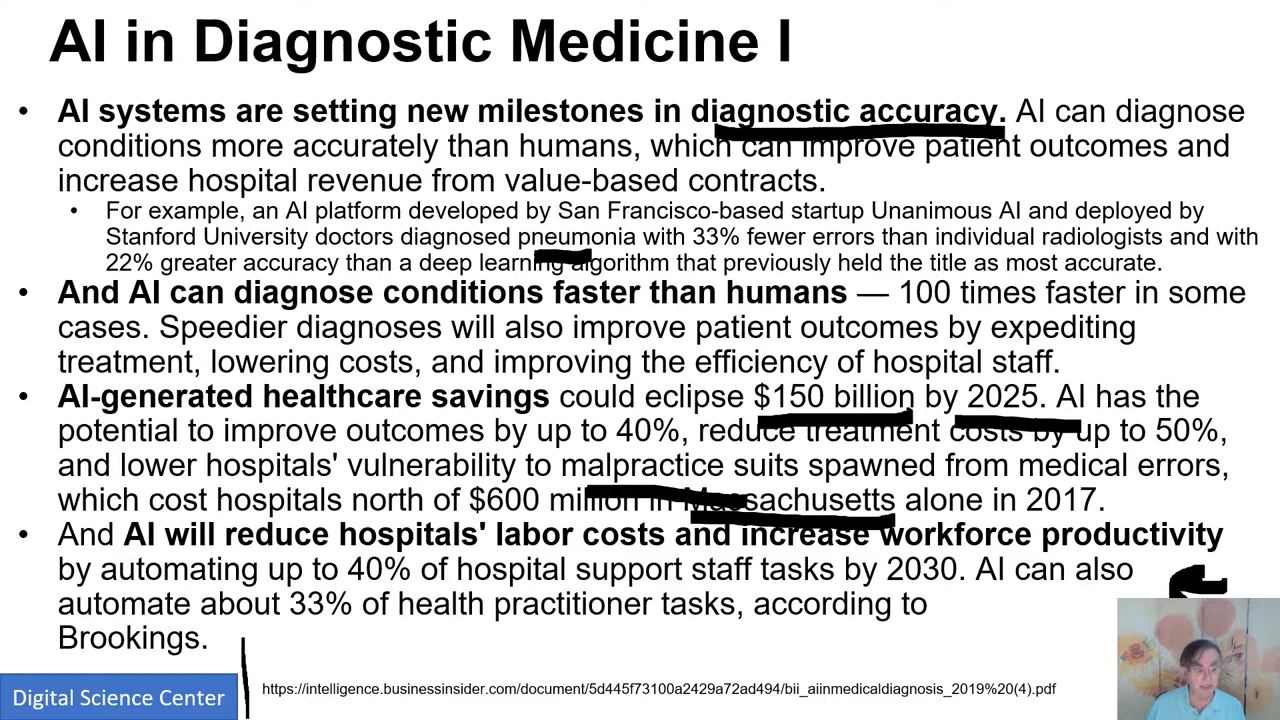 AI in Diagnostic Medicine I
• AI systems are setting new milestones in diagnostic accuracy. AI can diagnose
conditions more accurately than humans, which can improve patient outcomes and
increase hospital revenue from value-based contracts.
• For example, an AI platform developed by San Francisco-based startup Unanimous AI and deployed by
Stanford University doctors diagnosed pneumonia with 33% fewer errors than individual radiologists and with
22% greater accuracy than a deep learning algorithm that previously held the title as most accurate.
• And AI can diagnose conditions faster than humans — 100 times faster in some
cases. Speedier diagnoses will also improve patient outcomes by expediting
treatment, lowering costs, and improving the efficiency of hospital staff.
• AI-generated healthcare savings could eclipse $150 billion by 2025. AI has the
potential to improve outcomes by up to 40%, reduce treatment costs by up to 50%,
and lower hospitals' vulnerability to malpractice suits spawned from medical errors,
which cost hospitals north of $600 million in Massachusetts alone in 2017.
• And AI will reduce hospitals' labor costs and increase workforce productivity
by automating up to 40% of hospital support staff tasks by 2030. AI can also
automate about 33% of health practitioner tasks, according to
Brookings.
Digital Science Center
https://intelligence.businessinsider.com/document/5d445f73100a2429a72ad494/bii_aiinmedicaldiagnosis_2019%20(4).pdf